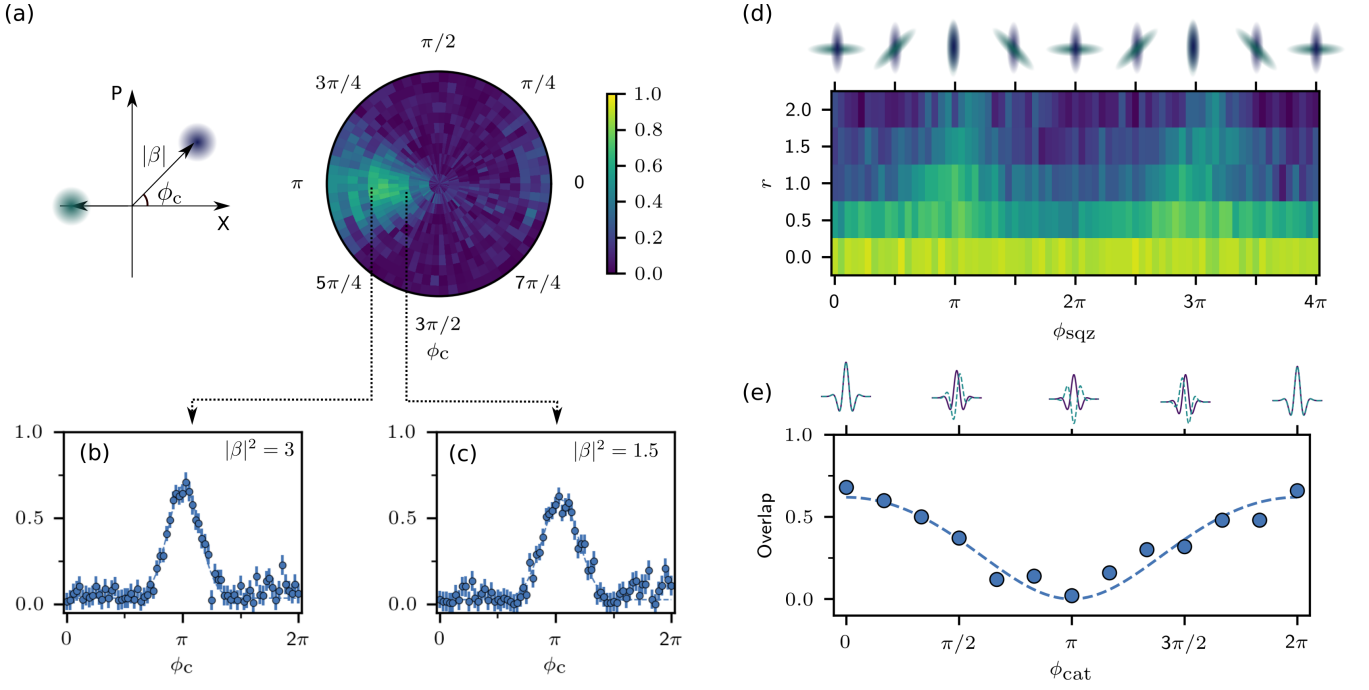 (a)
P
|β|
ϕc
X
π/2
3π/4
π/4
π
0
5π/4
7π/4
3π/2
ϕc
1.0
0.8
0.6
0.4
0.2
0.0
(b)
|β|² = 3
1.0
0.5
0.0
0
π
2π
ϕc
(c)
|β|² = 1.5
1.0
0.5
0.0
0
π
2π
ϕc
(d)
2.0
1.5
1.0
0.5
0.0
r
0
π
2π
3π
4π
ϕsqz
(e)
1.0
0.5
0.0
Overlap
0
π/2
π
3π/2
2π
ϕcat